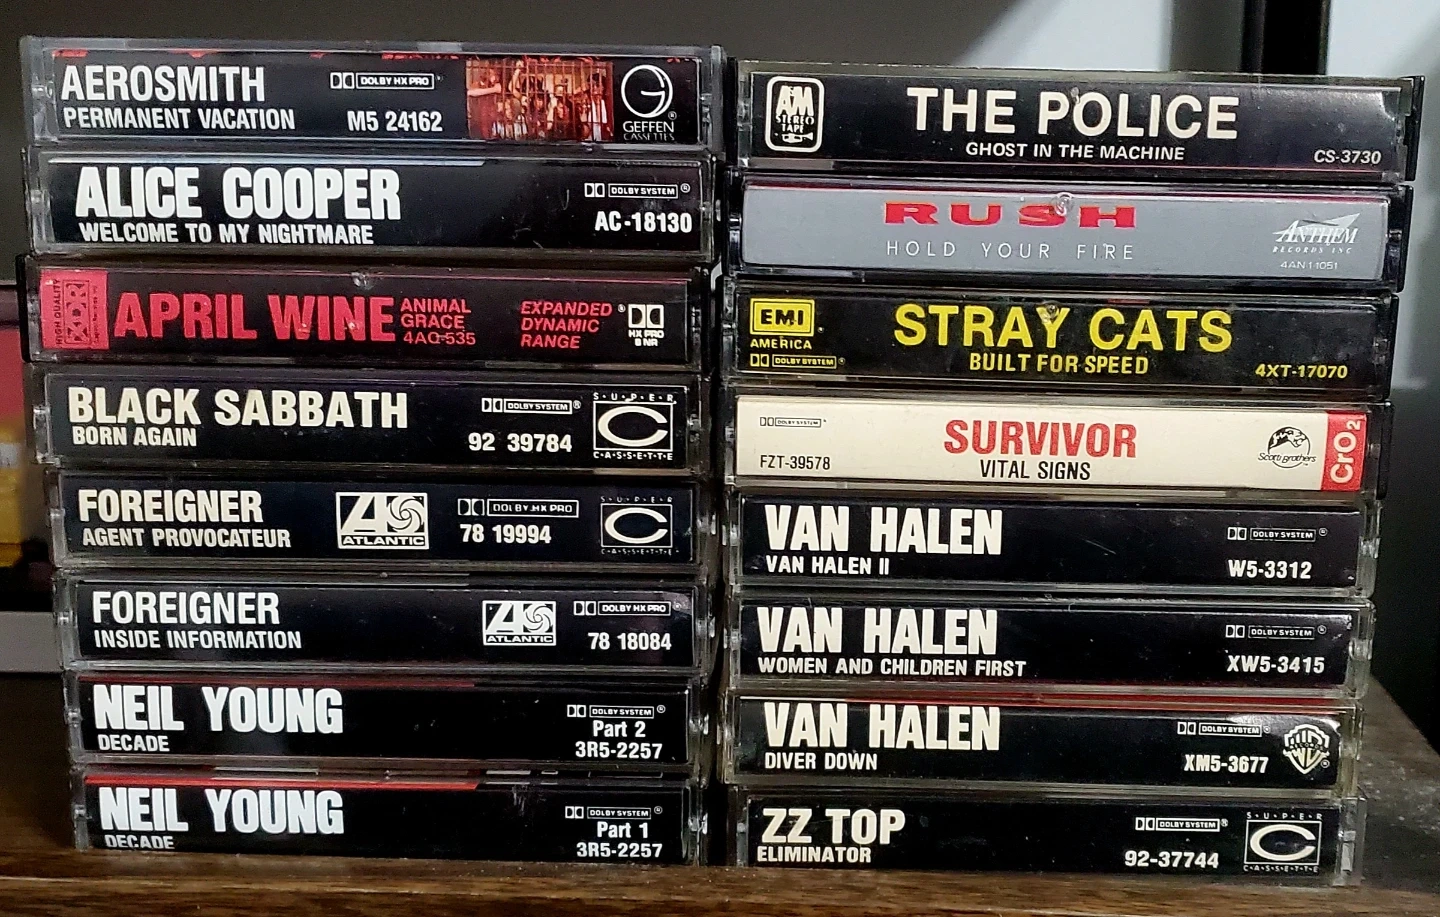 AEROSMITH
PERMANENT VACATION
DOLBY HX PRO
M5 24162
GEFFEN
CASSETTES
ALICE COOPER
WELCOME TO MY NIGHTMARE
DOLBY SYSTEM ®
AC-18130
HIGH QUALITY
XDR
APRIL WINE
ANIMAL
GRACE
4AQ-535
EXPANDED
DYNAMIC
RANGE
HX PRO
B NR
BLACK SABBATH
BORN AGAIN
DOLBY SYSTEM ®
92 39784
S·U·P·E·R
C
C·A·S·S·E·T·T·E
FOREIGNER
AGENT PROVOCATEUR
ATLANTIC
DOLBY HX PRO
78 19994
S·U·P·E·R
C
C·A·S·S·E·T·T·E
FOREIGNER
INSIDE INFORMATION
ATLANTIC
DOLBY HX PRO
78 18084
NEIL YOUNG
DECADE
DOLBY SYSTEM ®
Part 2
3R5-2257
NEIL YOUNG
DECADE
DOLBY SYSTEM ®
Part 1
3R5-2257
A&M
STEREO
TAPE
THE POLICE
GHOST IN THE MACHINE
CS-3730
RUSH
HOLD YOUR FIRE
ANTHEM
RECORDS INC
4AN1-1051
EMI
AMERICA
DOLBY SYSTEM ®
STRAY CATS
BUILT FOR SPEED
4XT-17070
DOLBY SYSTEM
FZT-39578
SURVIVOR
VITAL SIGNS
Scotti Brothers
CrO2
VAN HALEN
VAN HALEN II
DOLBY SYSTEM ®
W5-3312
VAN HALEN
WOMEN AND CHILDREN FIRST
DOLBY SYSTEM ®
XW5-3415
VAN HALEN
DIVER DOWN
DOLBY SYSTEM ®
XM5-3677
ZZ TOP
ELIMINATOR
DOLBY SYSTEM ®
92-37744
S·U·P·E·R
C
C·A·S·S·E·T·T·E